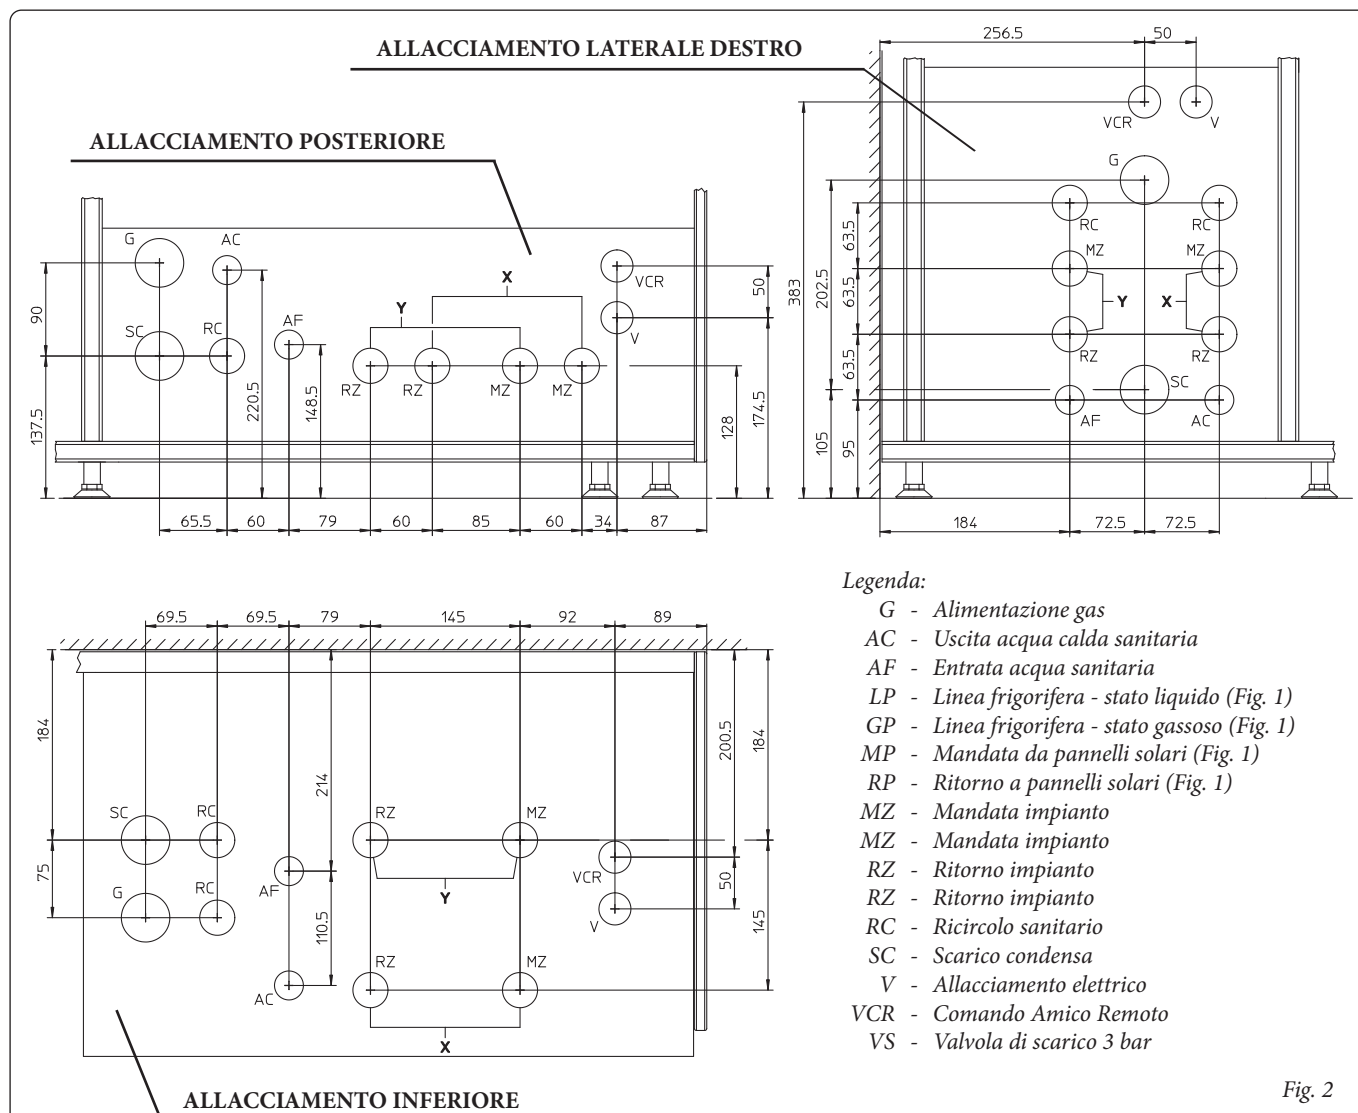 ALLACCIAMENTO LATERALE DESTRO
256.5 50
VCR V
G
RC RC
MZ MZ
Y X
RZ RZ
SC
AF AC
383
202.5
63.5
63.5
63.5
105
95
184 72.5 72.5
ALLACCIAMENTO POSTERIORE
G AC
VCR
X
Y
SC RC AF
V
RZ RZ MZ MZ
90
137.5
220.5
148.5
128
50
174.5
65.5 60 79 60 85 60 34 87
69.5 69.5 79 145 92 89
184
75
214
110.5
200.5
50
184
145
SC RC RZ MZ
G RC AF VCR
Y V
RZ MZ
AC
X
ALLACCIAMENTO INFERIORE
Legenda:
G - Alimentazione gas
AC - Uscita acqua calda sanitaria
AF - Entrata acqua sanitaria
LP - Linea frigorifera - stato liquido (Fig. 1)
GP - Linea frigorifera - stato gassoso (Fig. 1)
MP - Mandata da pannelli solari (Fig. 1)
RP - Ritorno a pannelli solari (Fig. 1)
MZ - Mandata impianto
MZ - Mandata impianto
RZ - Ritorno impianto
RZ - Ritorno impianto
RC - Ricircolo sanitario
SC - Scarico condensa
V - Allacciamento elettrico
VCR - Comando Amico Remoto
VS - Valvola di scarico 3 bar
Fig. 2